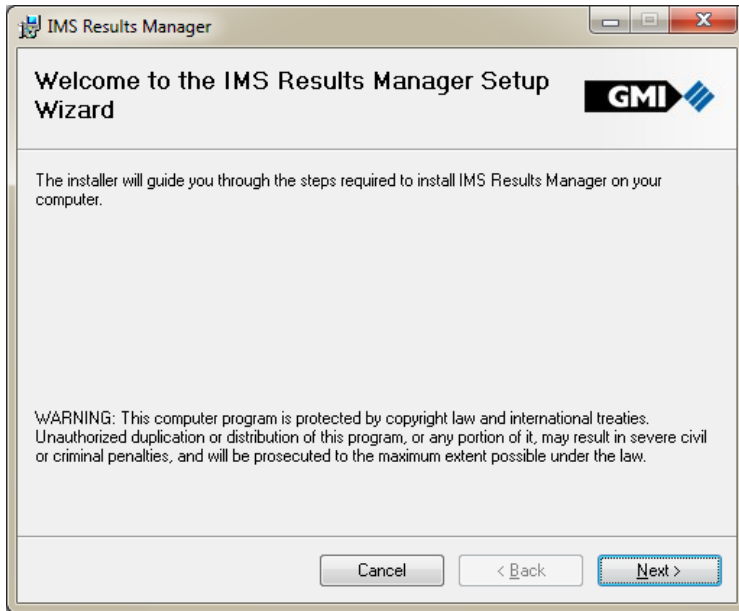 IMS Results Manager
Welcome to the IMS Results Manager Setup
Wizard
GMI
The installer will guide you through the steps required to install IMS Results Manager on your
computer.
WARNING: This computer program is protected by copyright law and international treaties.
Unauthorized duplication or distribution of this program, or any portion of it, may result in severe civil
or criminal penalties, and will be prosecuted to the maximum extent possible under the law.
Cancel
< Back
Next >